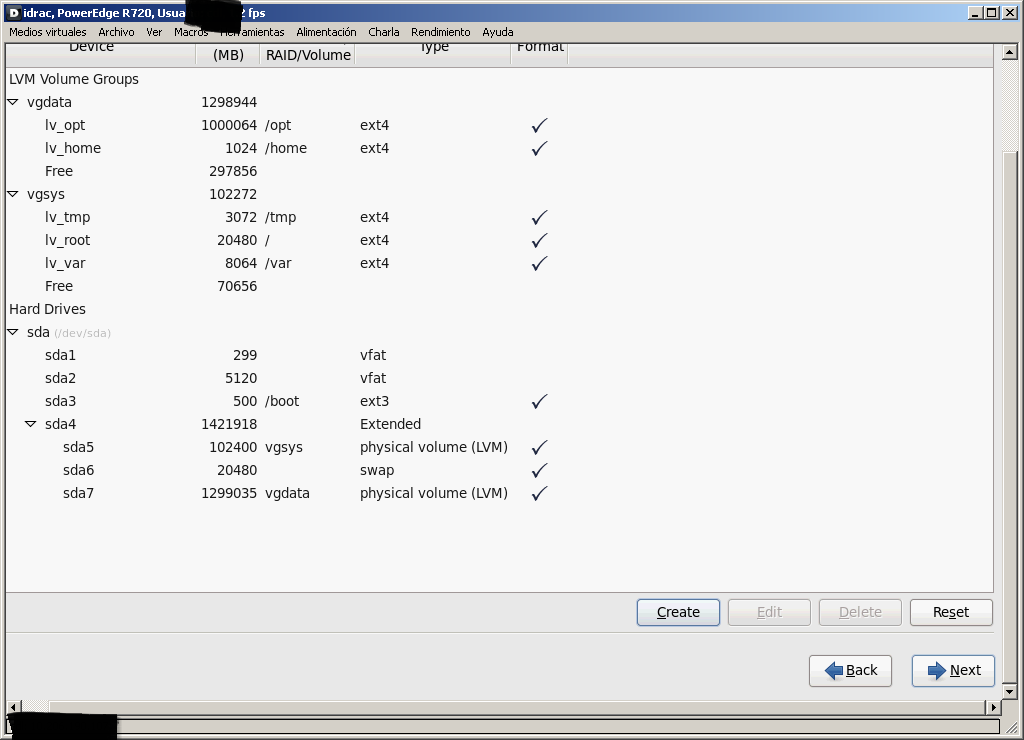 idrac, PowerEdge R720, Usua 2 fps
Medios virtuales Archivo Ver Macros Herramientas Alimentación Charla Rendimiento Ayuda
Device (MB) RAID/Volume Type Format
LVM Volume Groups
vgdata 1298944
lv_opt 1000064 /opt ext4 ✓
lv_home 1024 /home ext4 ✓
Free 297856
vgsys 102272
lv_tmp 3072 /tmp ext4 ✓
lv_root 20480 / ext4 ✓
lv_var 8064 /var ext4 ✓
Free 70656
Hard Drives
sda (/dev/sda)
sda1 299 vfat
sda2 5120 vfat
sda3 500 /boot ext3 ✓
sda4 1421918 Extended
sda5 102400 vgsys physical volume (LVM) ✓
sda6 20480 swap ✓
sda7 1299035 vgdata physical volume (LVM) ✓
Create Edit Delete Reset
Back Next